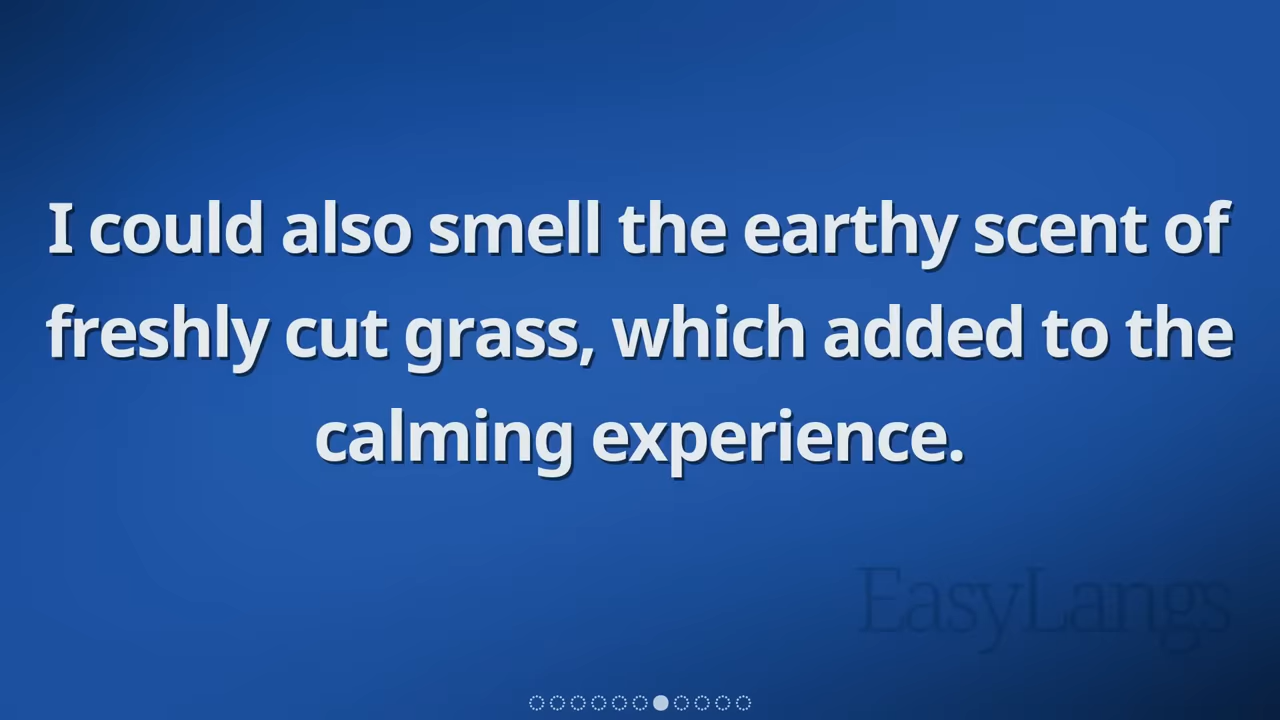 I could also smell the earthy scent of
freshly cut grass, which added to the
calming experience.
EasyLangs